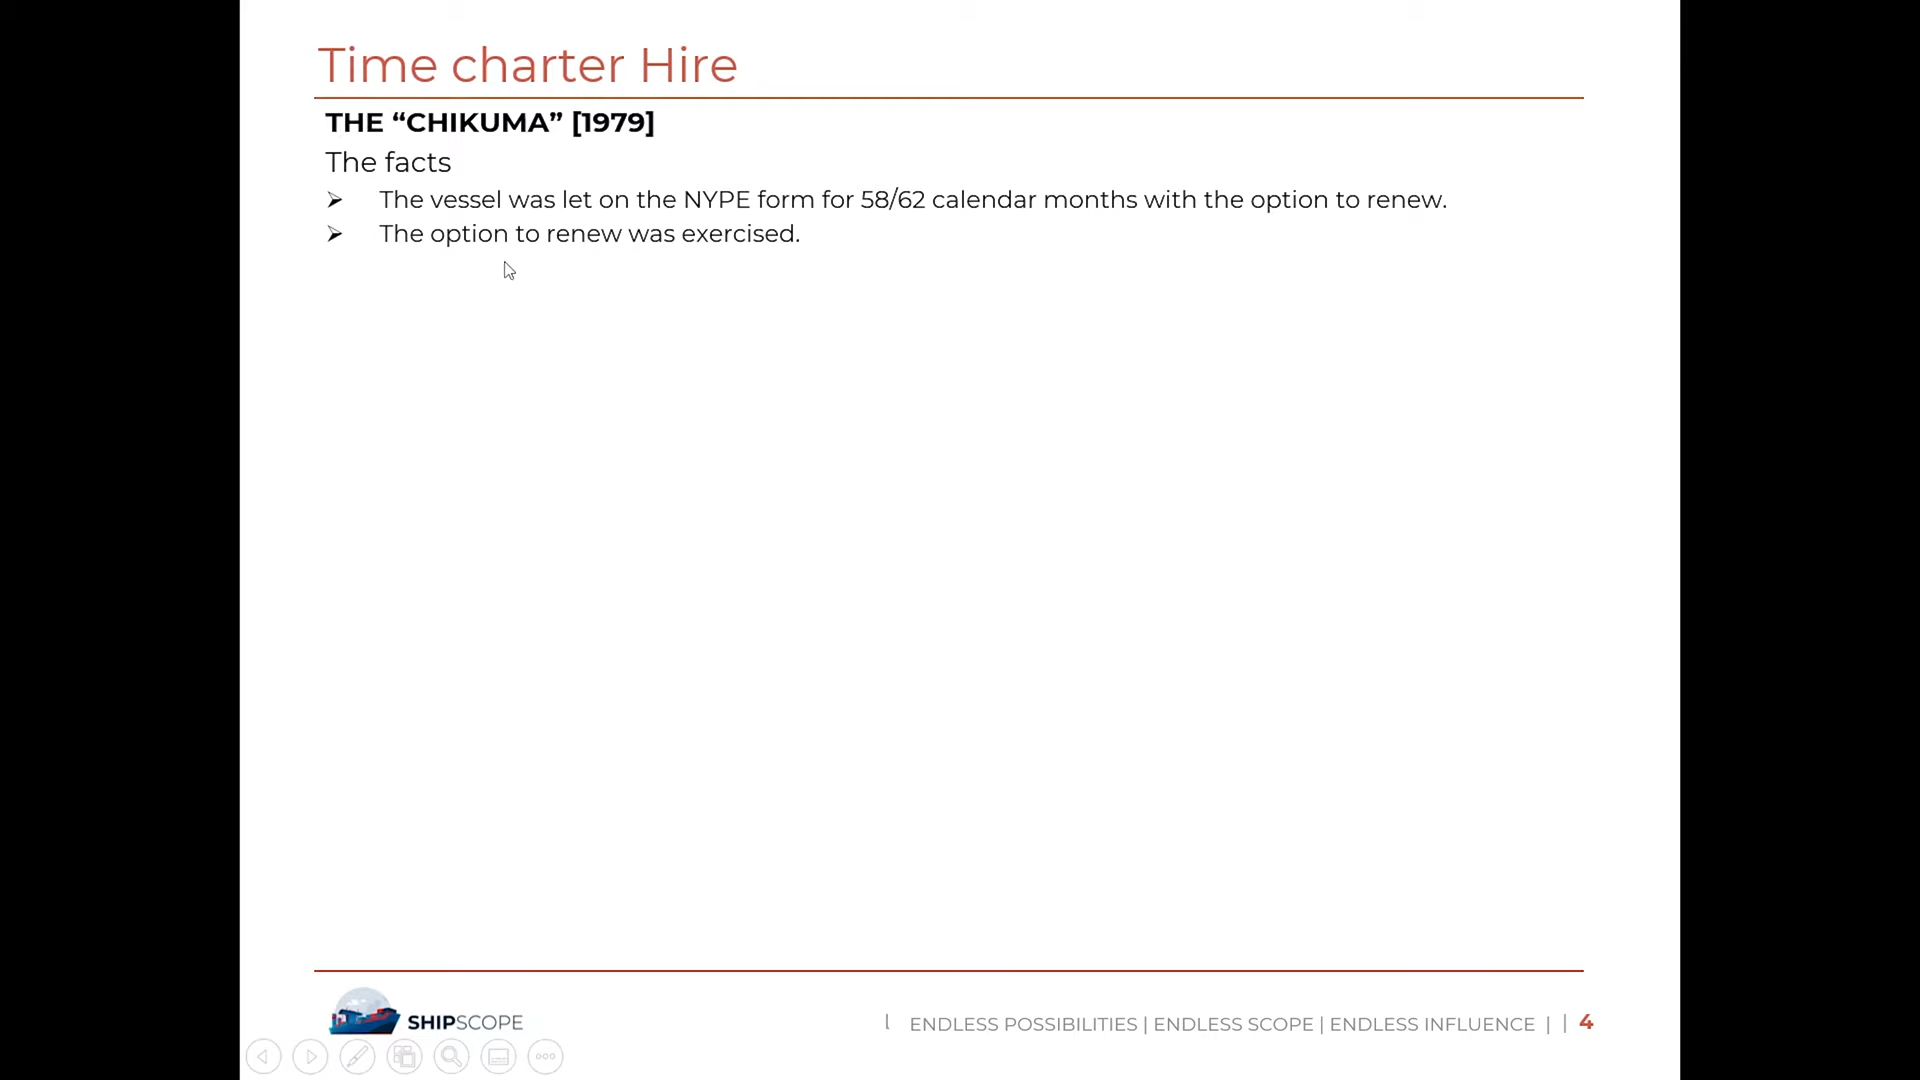 Time charter Hire
THE “CHIKUMA” [1979]
The facts
➢ The vessel was let on the NYPE form for 58/62 calendar months with the option to renew.
➢ The option to renew was exercised.
SHIPSCOPE
l ENDLESS POSSIBILITIES | ENDLESS SCOPE | ENDLESS INFLUENCE | | 4